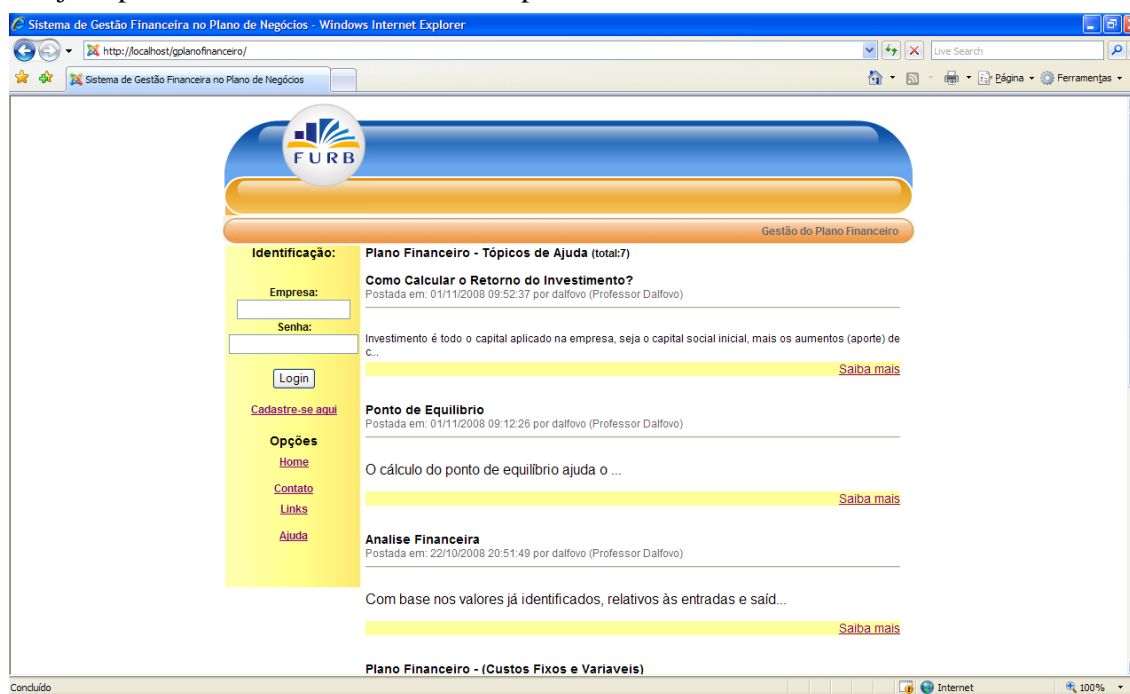 Sistema de Gestão Financeira no Plano de Negócios - Windows Internet Explorer
http://localhost/gplanofinanceiro/
Live Search
Sistema de Gestão Financeira no Plano de Negócios
Página
Ferramentas
FURB
Gestão do Plano Financeiro
Identificação:
Empresa:
Senha:
Login
Cadastre-se aqui
Opções
Home
Contato
Links
Ajuda
Plano Financeiro - Tópicos de Ajuda (total:7)
Como Calcular o Retorno do Investimento?
Postada em: 01/11/2008 09:52:37 por dalfovo (Professor Dalfovo)
Investimento é todo o capital aplicado na empresa, seja o capital social inicial, mais os aumentos (aporte) de
c...
Saiba mais
Ponto de Equilibrio
Postada em: 01/11/2008 09:12:26 por dalfovo (Professor Dalfovo)
O cálculo do ponto de equilíbrio ajuda o ...
Saiba mais
Analise Financeira
Postada em: 22/10/2008 20:51:49 por dalfovo (Professor Dalfovo)
Com base nos valores já identificados, relativos às entradas e saíd...
Saiba mais
Plano Financeiro - (Custos Fixos e Variaveis)
Concluído
Internet
100%